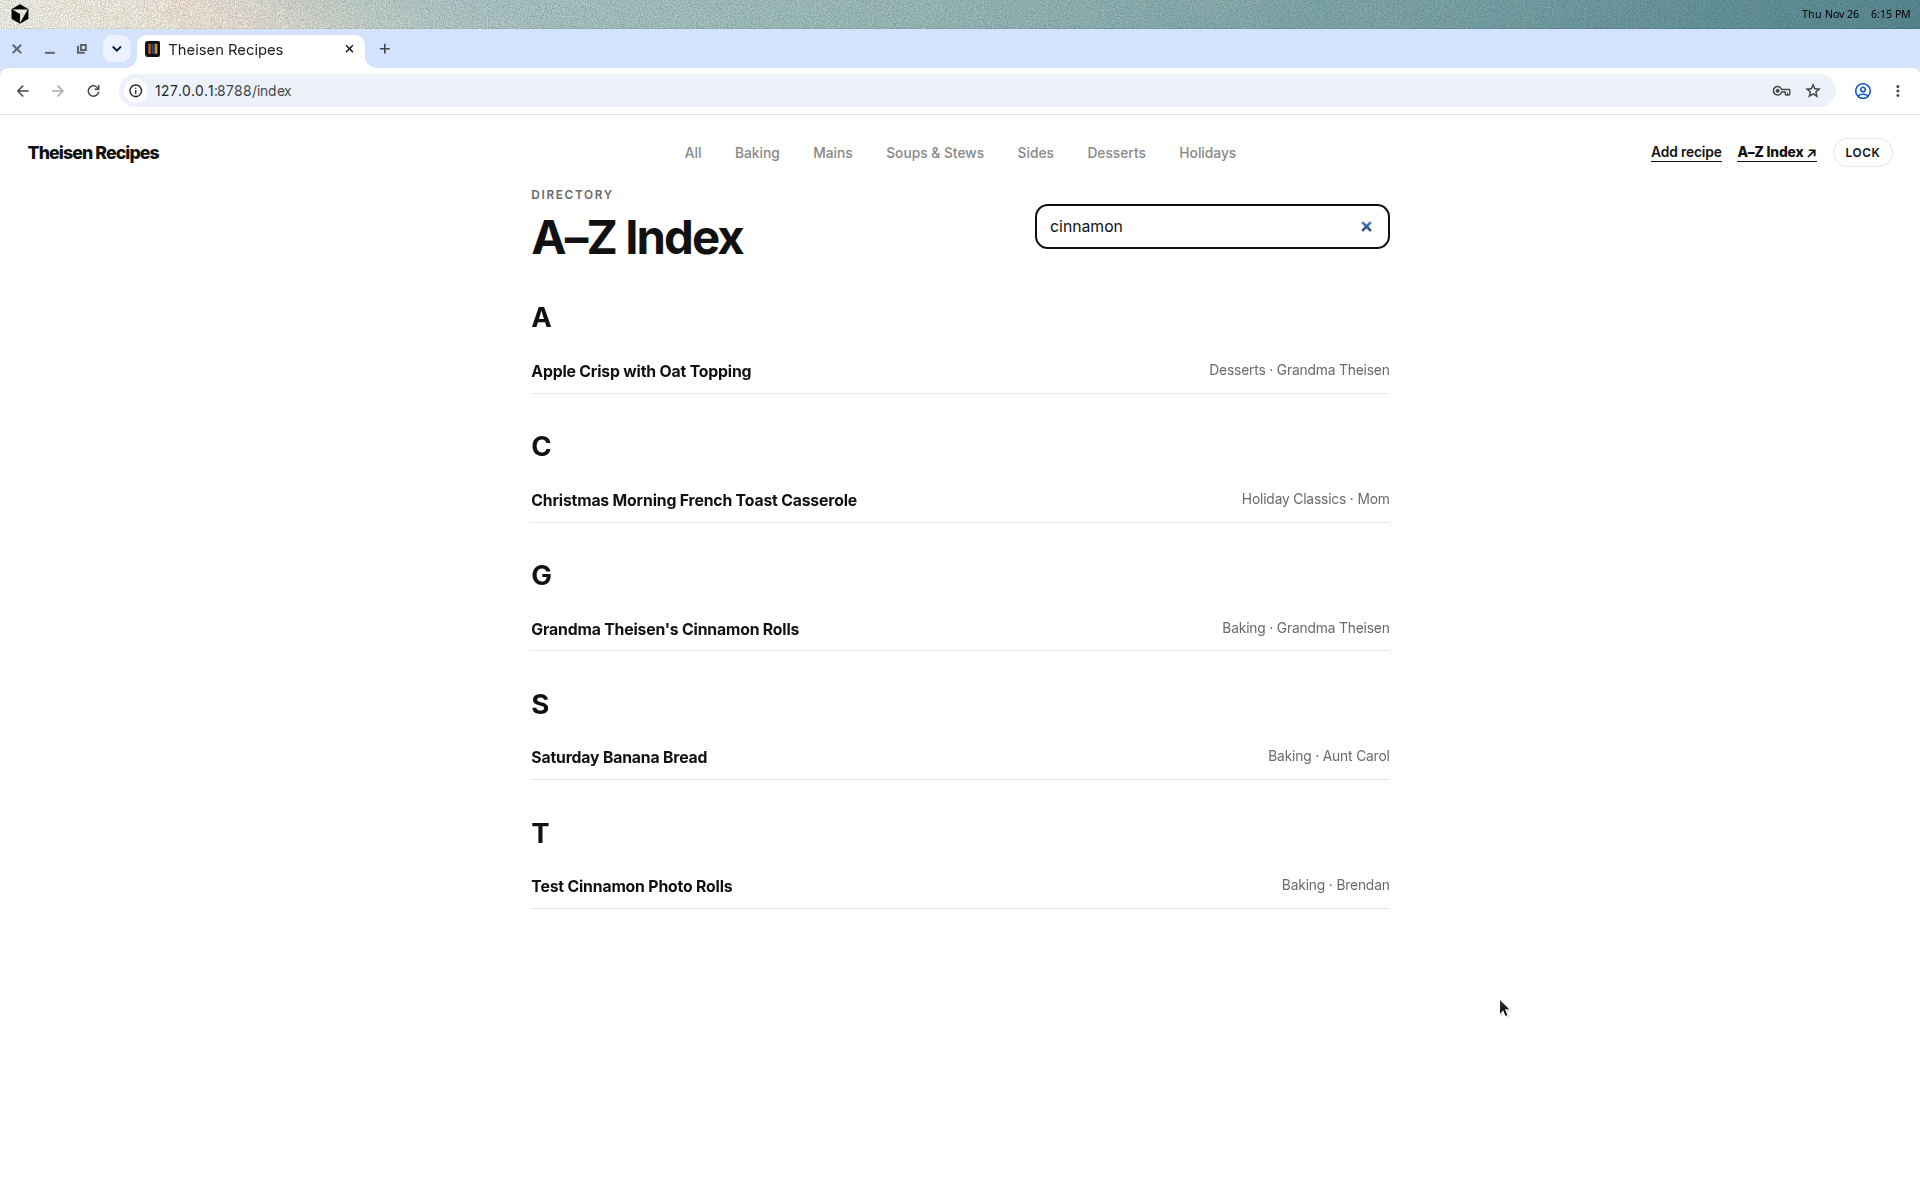 Thu Nov 26 6:15 PM
Theisen Recipes
127.0.0.1:8788/index
Theisen Recipes
All Baking Mains Soups & Stews Sides Desserts Holidays
Add recipe A–Z Index ↗ LOCK
DIRECTORY
A–Z Index
cinnamon
A
Apple Crisp with Oat Topping Desserts · Grandma Theisen
C
Christmas Morning French Toast Casserole Holiday Classics · Mom
G
Grandma Theisen's Cinnamon Rolls Baking · Grandma Theisen
S
Saturday Banana Bread Baking · Aunt Carol
T
Test Cinnamon Photo Rolls Baking · Brendan